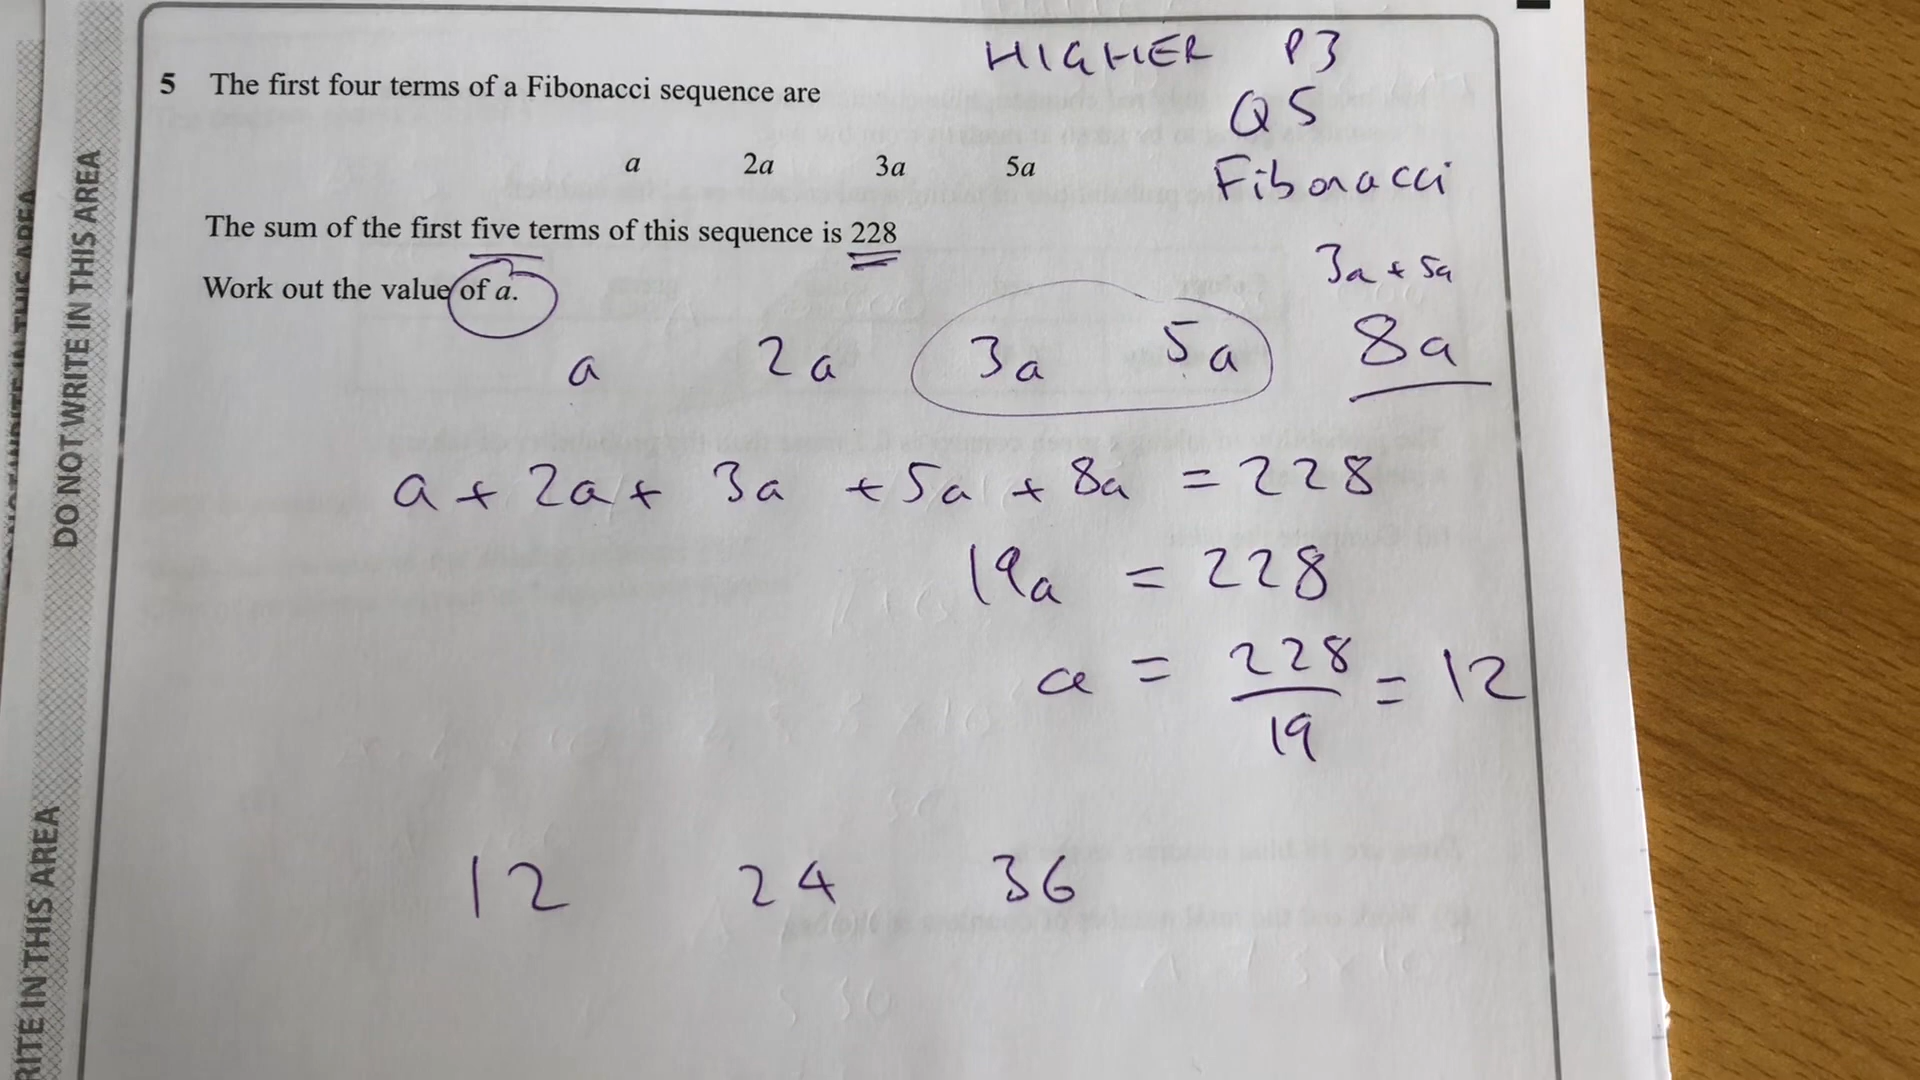 HIGHER P3
5 The first four terms of a Fibonacci sequence are
Q5
a 2a 3a 5a
Fibonacci
The sum of the first five terms of this sequence is 228
3a + 5a
Work out the value of a.
a 2a 3a 5a 8a
a + 2a + 3a + 5a + 8a = 228
19a = 228
a = 228/19 = 12
12 24 36
DO NOT WRITE IN THIS AREA
WRITE IN THIS AREA